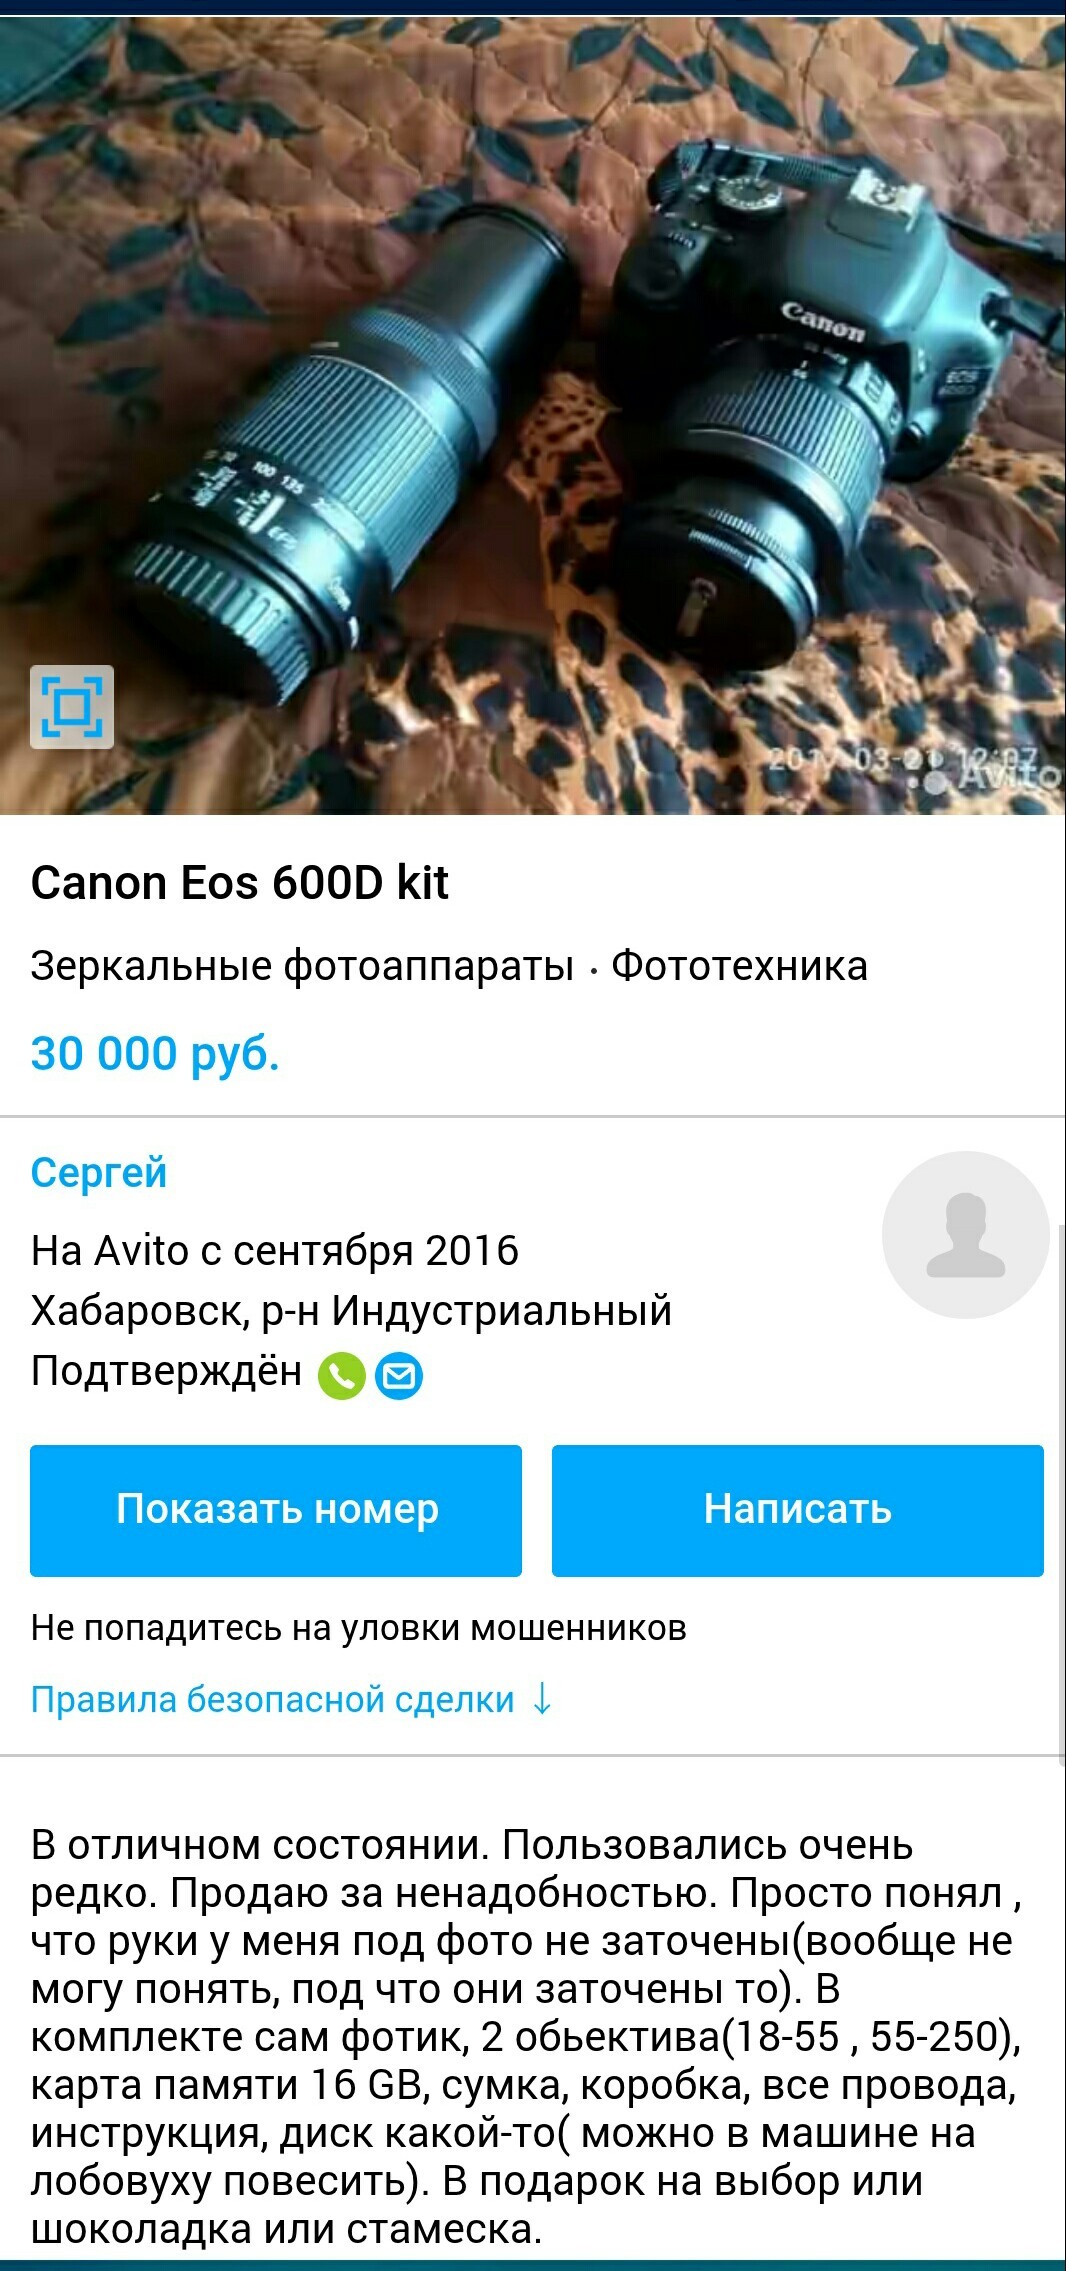 Canon
EOS
100 135
EFS
2017-03-21 12:07
Avito
Canon Eos 600D kit
Зеркальные фотоаппараты · Фототехника
30 000 руб.
Сергей
На Avito с сентября 2016
Хабаровск, р-н Индустриальный
Подтверждён
Показать номер
Написать
Не попадитесь на уловки мошенников
Правила безопасной сделки ↓
В отличном состоянии. Пользовались очень
редко. Продаю за ненадобностью. Просто понял ,
что руки у меня под фото не заточены(вообще не
могу понять, под что они заточены то). В
комплекте сам фотик, 2 обьектива(18-55 , 55-250),
карта памяти 16 GB, сумка, коробка, все провода,
инструкция, диск какой-то( можно в машине на
лобовуху повесить). В подарок на выбор или
шоколадка или стамеска.